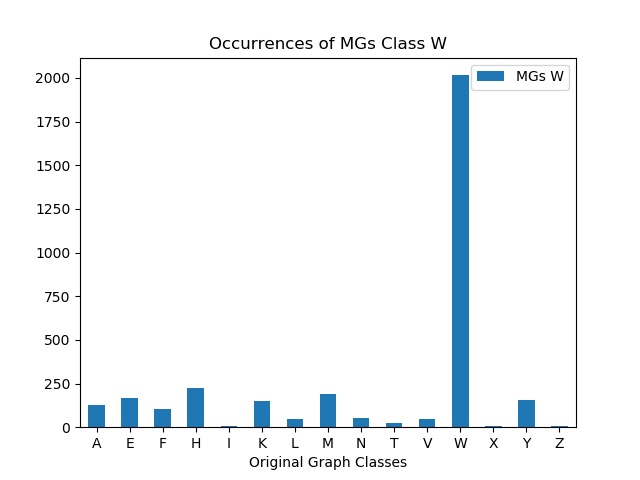 Occurrences of MGs Class W
MGs W
2000
1750
1500
1250
1000
750
500
250
0
A E F H I K L M N T V W X Y Z
Original Graph Classes